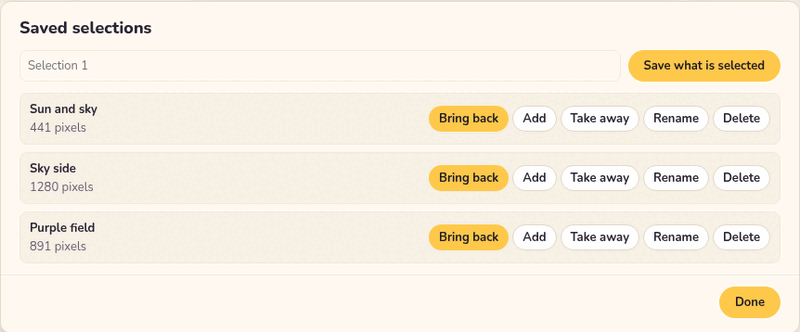 Saved selections
Selection 1
Save what is selected
Sun and sky
441 pixels
Bring back Add Take away Rename Delete
Sky side
1280 pixels
Bring back Add Take away Rename Delete
Purple field
891 pixels
Bring back Add Take away Rename Delete
Done